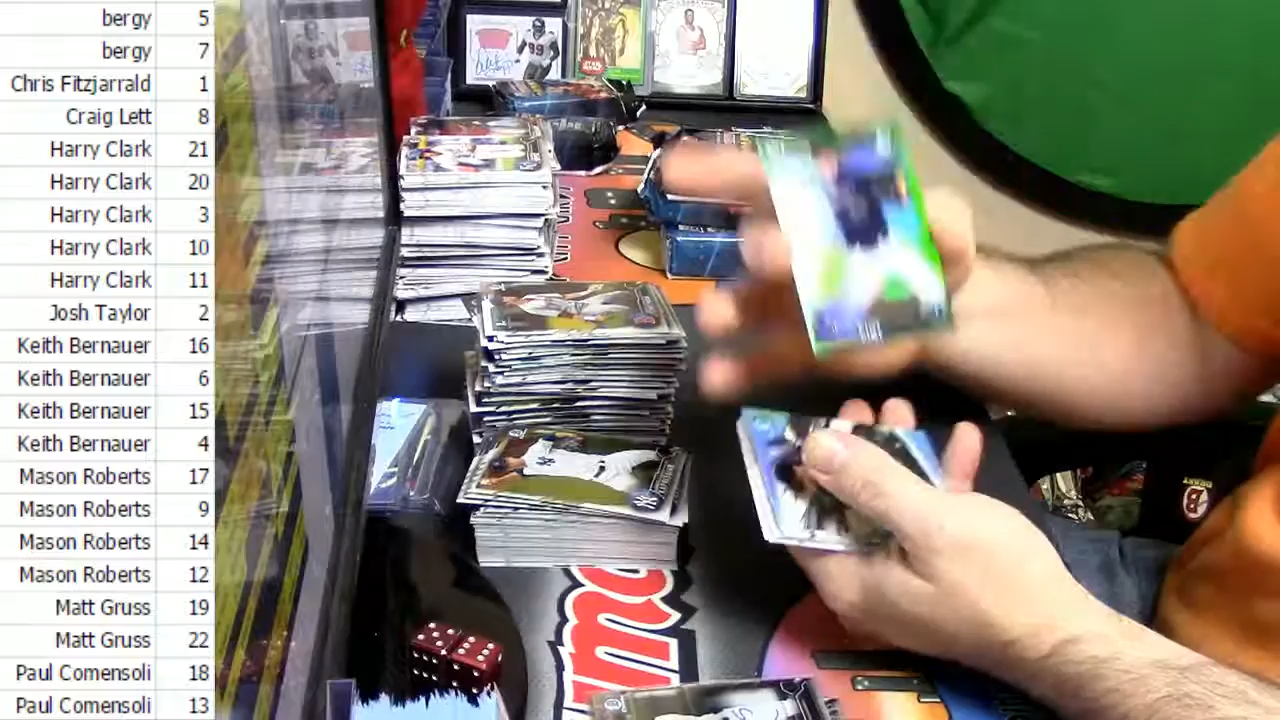 bergy 5
bergy 7
Chris Fitzjarrald 1
Craig Lett 8
Harry Clark 21
Harry Clark 20
Harry Clark 3
Harry Clark 10
Harry Clark 11
Josh Taylor 2
Keith Bernauer 16
Keith Bernauer 6
Keith Bernauer 15
Keith Bernauer 4
Mason Roberts 17
Mason Roberts 9
Mason Roberts 14
Mason Roberts 12
Matt Gruss 19
Matt Gruss 22
Paul Comensoli 18
Paul Comensoli 13
99